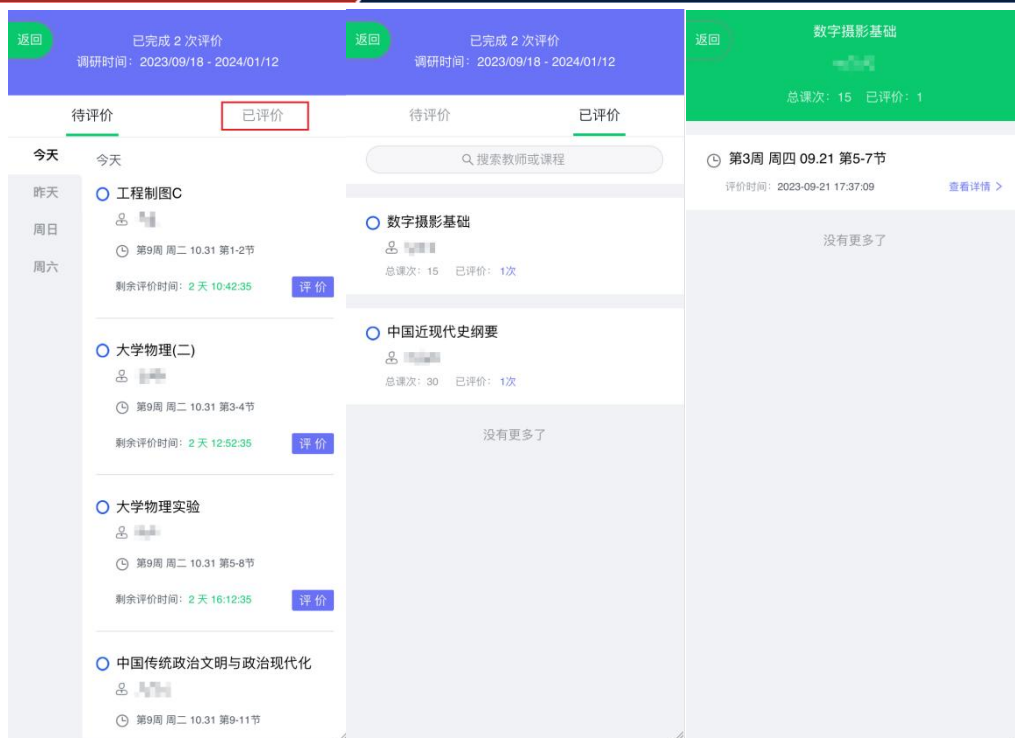 返回
已完成 2 次评价
调研时间：2023/09/18 - 2024/01/12
待评价
已评价
今天
昨天
周日
周六
今天
工程制图C
第9周 周二 10.31 第1-2节
剩余评价时间：2 天 10:42:35
评 价
大学物理(二)
第9周 周二 10.31 第3-4节
剩余评价时间：2 天 12:52:35
评 价
大学物理实验
第9周 周二 10.31 第5-8节
剩余评价时间：2 天 16:12:35
评 价
中国传统政治文明与政治现代化
第9周 周二 10.31 第9-11节
返回
已完成 2 次评价
调研时间：2023/09/18 - 2024/01/12
待评价
已评价
搜索教师或课程
数字摄影基础
总课次：15 已评价：1次
中国近现代史纲要
总课次：30 已评价：1次
没有更多了
返回
数字摄影基础
总课次：15 已评价：1
第3周 周四 09.21 第5-7节
评价时间：2023-09-21 17:37:09
查看详情 >
没有更多了